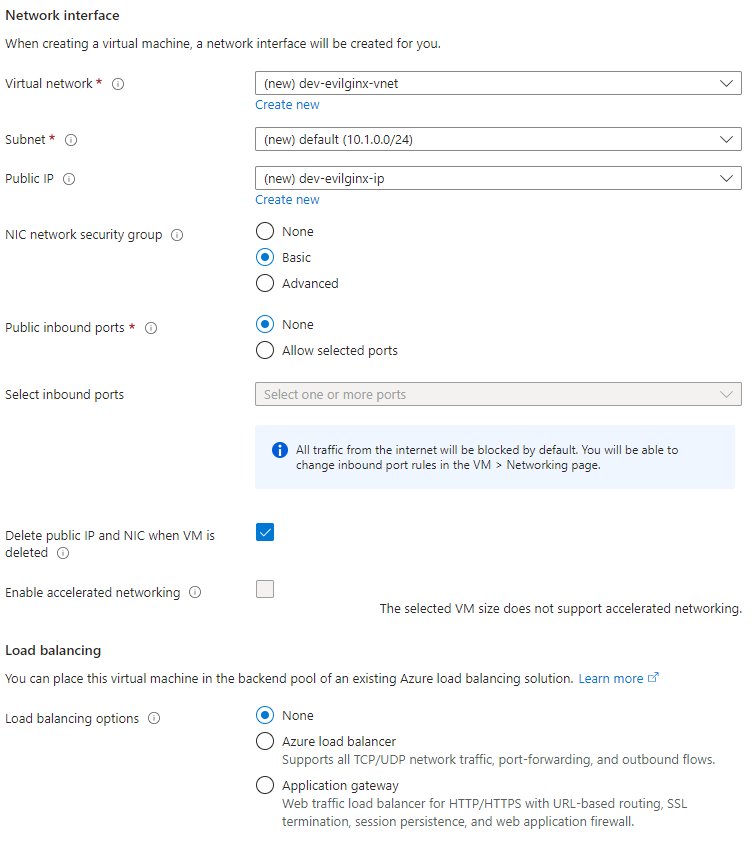 Network interface
When creating a virtual machine, a network interface will be created for you.
Virtual network *
(new) dev-evilginx-vnet
Create new
Subnet *
(new) default (10.1.0.0/24)
Public IP
(new) dev-evilginx-ip
Create new
NIC network security group
None
Basic
Advanced
Public inbound ports *
None
Allow selected ports
Select inbound ports
Select one or more ports
All traffic from the internet will be blocked by default. You will be able to
change inbound port rules in the VM > Networking page.
Delete public IP and NIC when VM is
deleted
Enable accelerated networking
The selected VM size does not support accelerated networking.
Load balancing
You can place this virtual machine in the backend pool of an existing Azure load balancing solution. Learn more
Load balancing options
None
Azure load balancer
Supports all TCP/UDP network traffic, port-forwarding, and outbound flows.
Application gateway
Web traffic load balancer for HTTP/HTTPS with URL-based routing, SSL
termination, session persistence, and web application firewall.